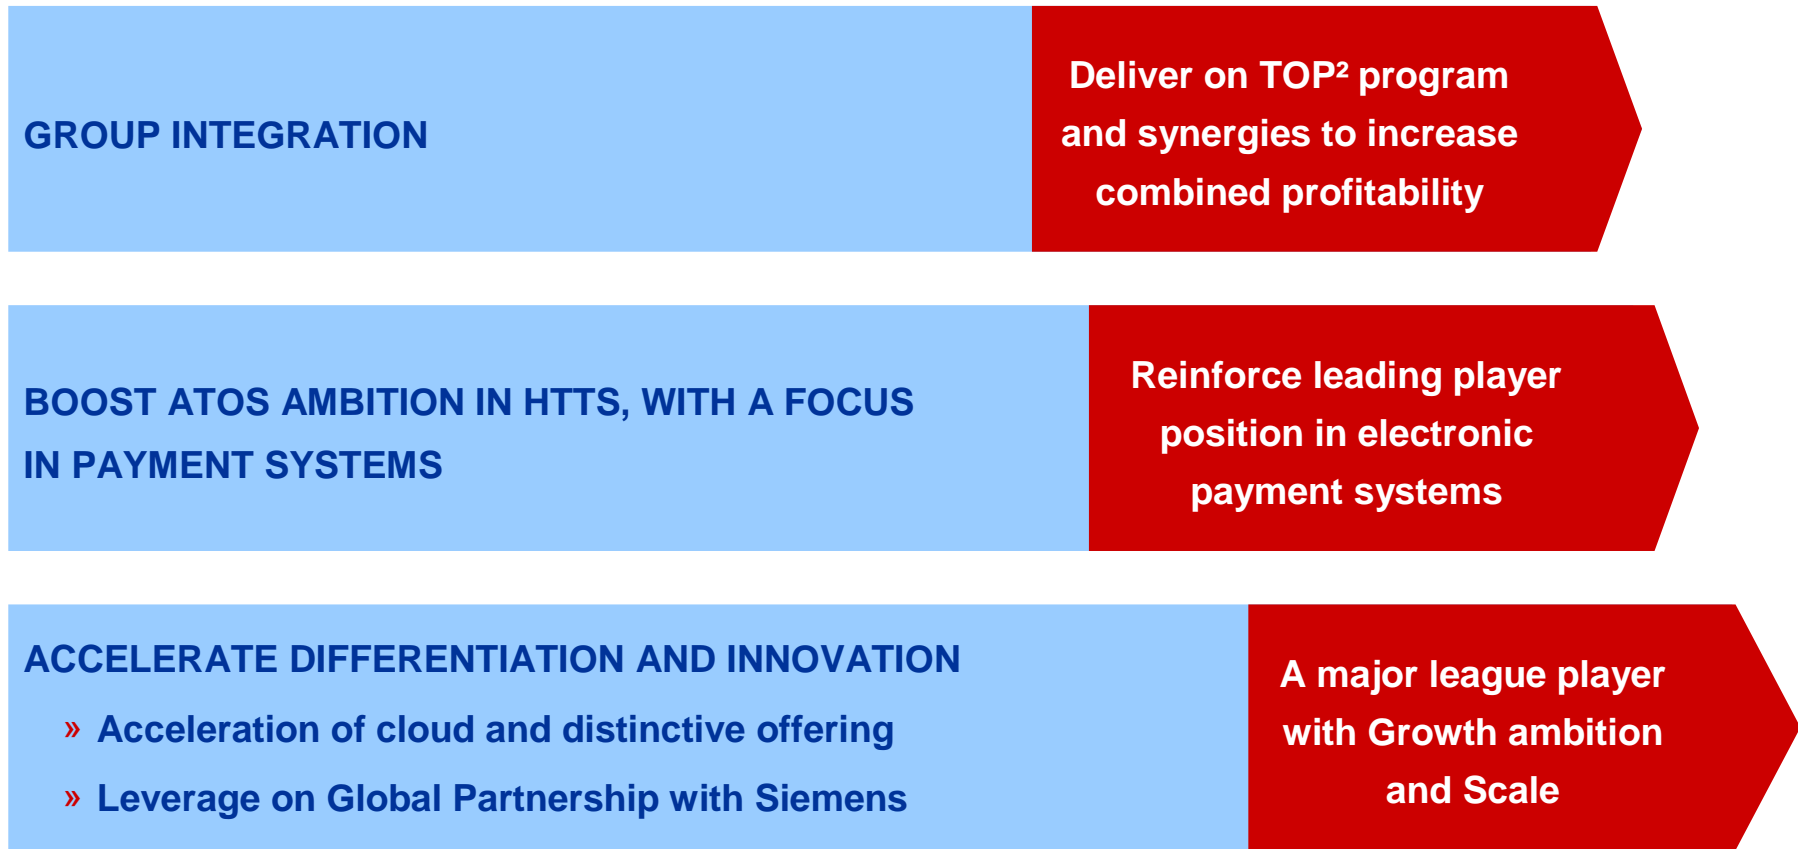 GROUP INTEGRATION
Deliver on TOP² program
and synergies to increase
combined profitability
BOOST ATOS AMBITION IN HTTS, WITH A FOCUS
IN PAYMENT SYSTEMS
Reinforce leading player
position in electronic
payment systems
ACCELERATE DIFFERENTIATION AND INNOVATION
» Acceleration of cloud and distinctive offering
» Leverage on Global Partnership with Siemens
A major league player
with Growth ambition
and Scale